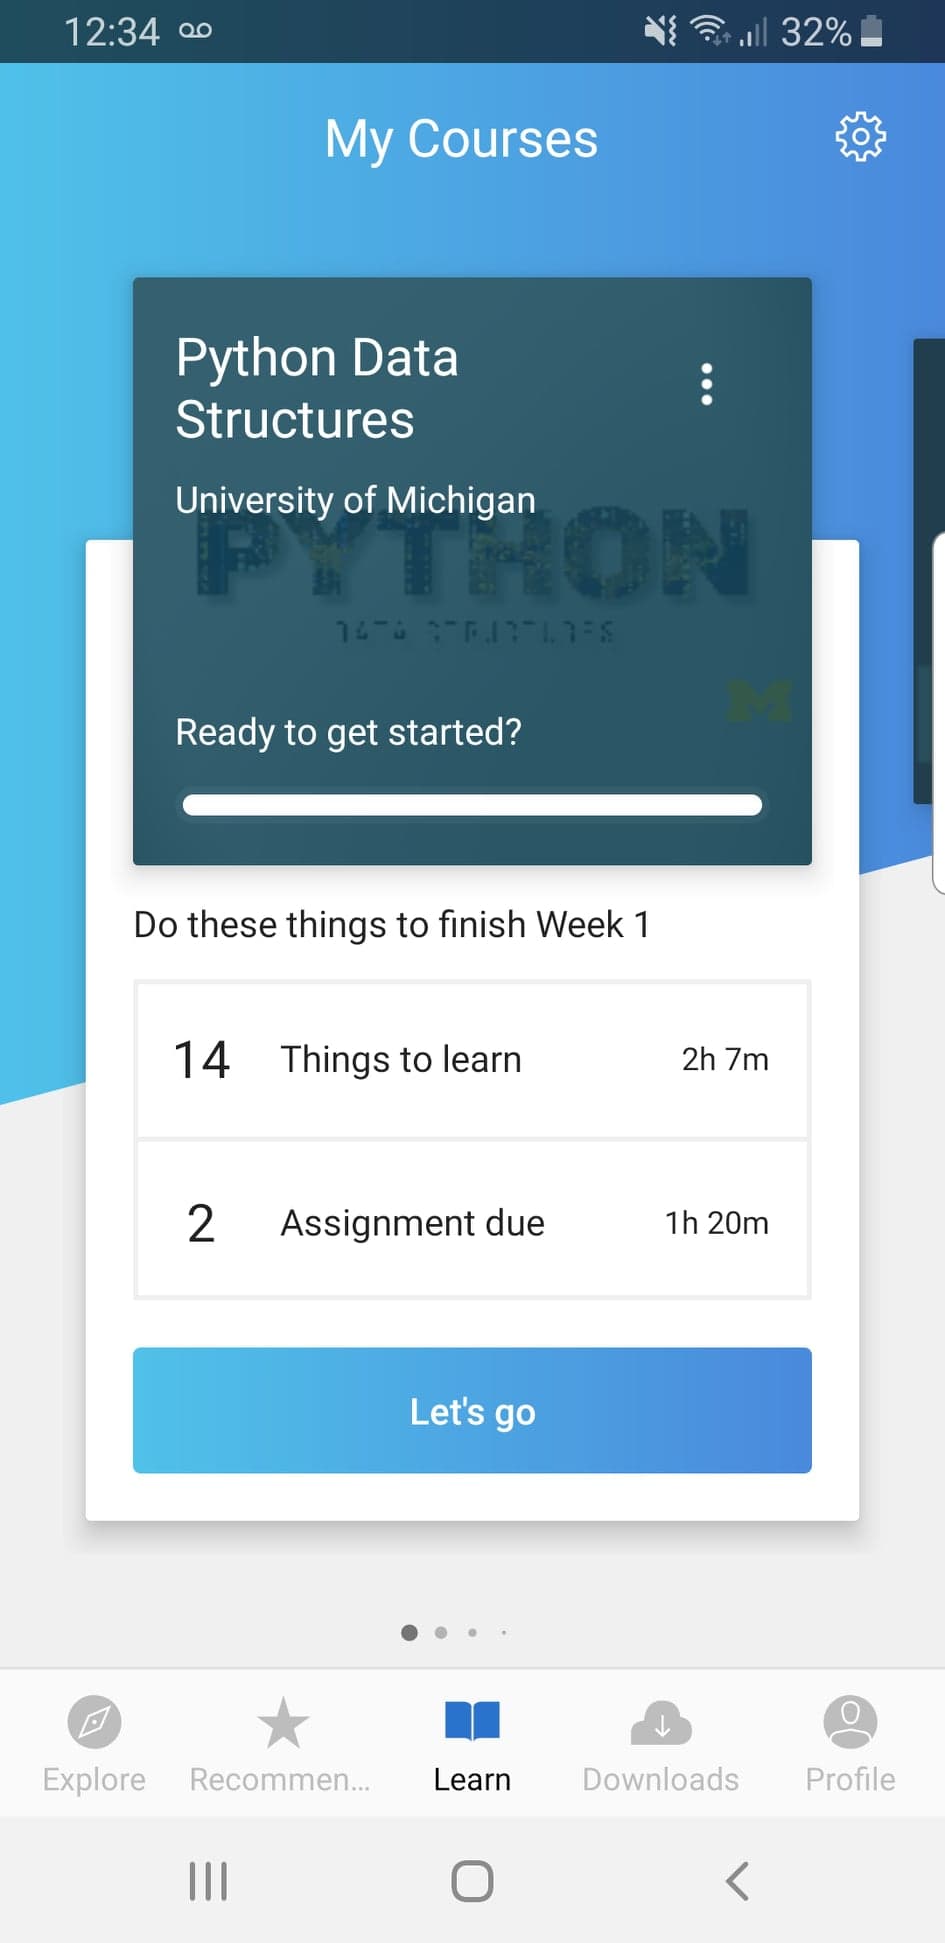 12:34
32%
My Courses
Python Data
Structures
University of Michigan
PYTHON
DATA STRUCTURES
M
Ready to get started?
Do these things to finish Week 1
14 Things to learn 2h 7m
2 Assignment due 1h 20m
Let's go
Explore Recommen... Learn Downloads Profile